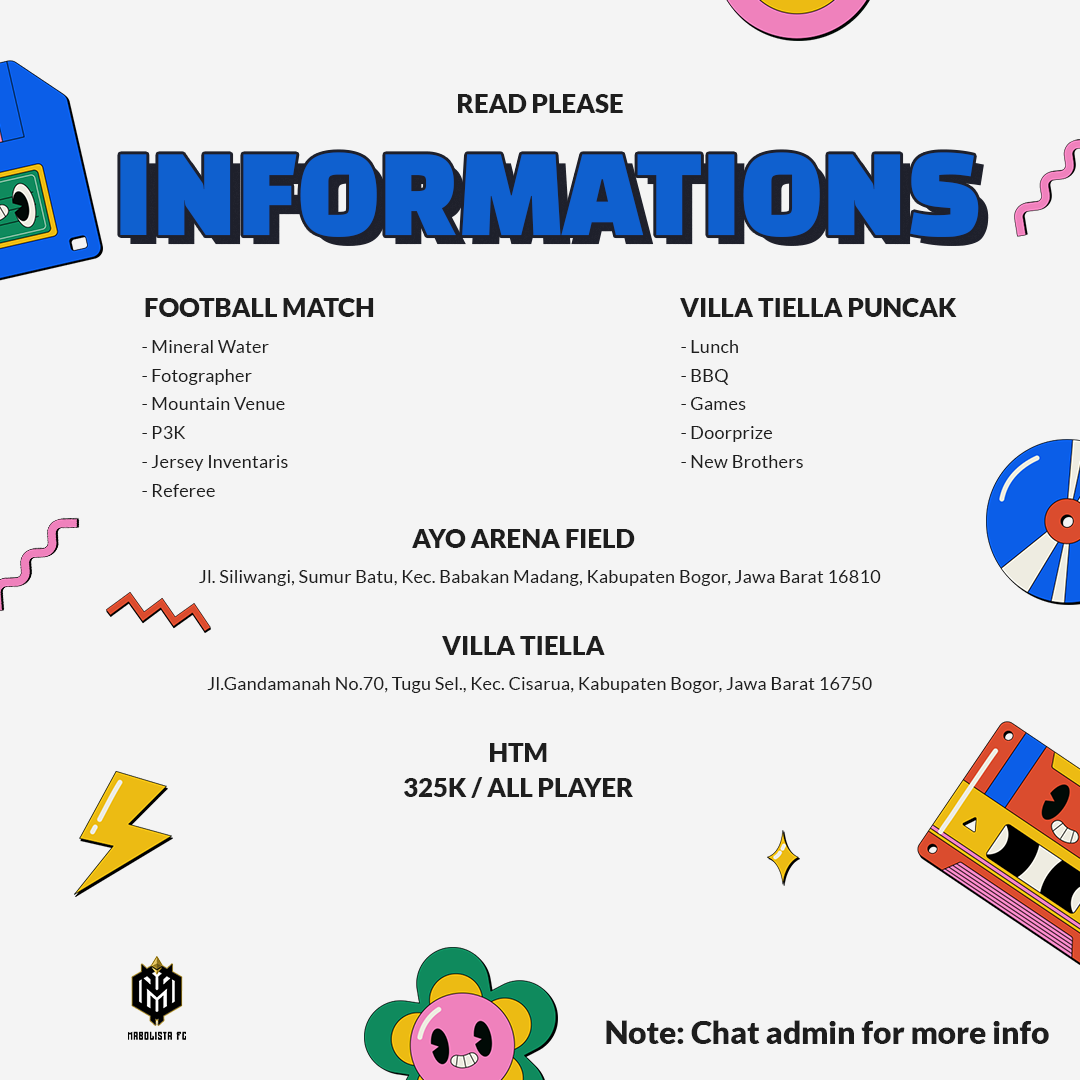 READ PLEASE
INFORMATIONS
FOOTBALL MATCH
- Mineral Water
- Fotographer
- Mountain Venue
- P3K
- Jersey Inventaris
- Referee
VILLA TIELLA PUNCAK
- Lunch
- BBQ
- Games
- Doorprize
- New Brothers
AYO ARENA FIELD
Jl. Siliwangi, Sumur Batu, Kec. Babakan Madang, Kabupaten Bogor, Jawa Barat 16810
VILLA TIELLA
Jl.Gandamanah No.70, Tugu Sel., Kec. Cisarua, Kabupaten Bogor, Jawa Barat 16750
HTM
325K / ALL PLAYER
MABOLISTA FC
Note: Chat admin for more info